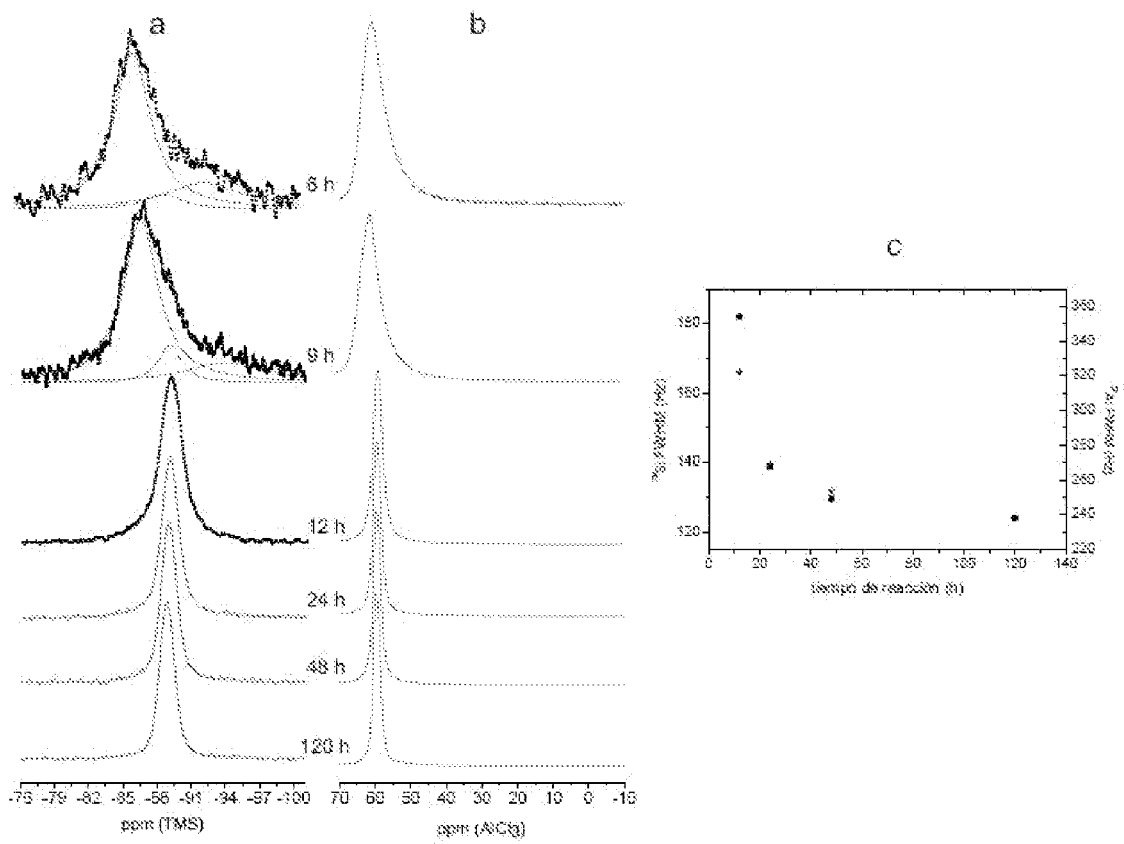 a
b
6 h
9 h
12 h
24 h
48 h
120 h
-76 -79 -82 -85 -88 -91 -94 -97 -100
ppm (TMS)
70 60 50 40 30 20 10 0 -10
ppm (AlCl3)
c
180
160
140
120
360
340
320
300
280
260
240
220
0 20 40 60 80 100 120 140
tiempo de reacción (h)